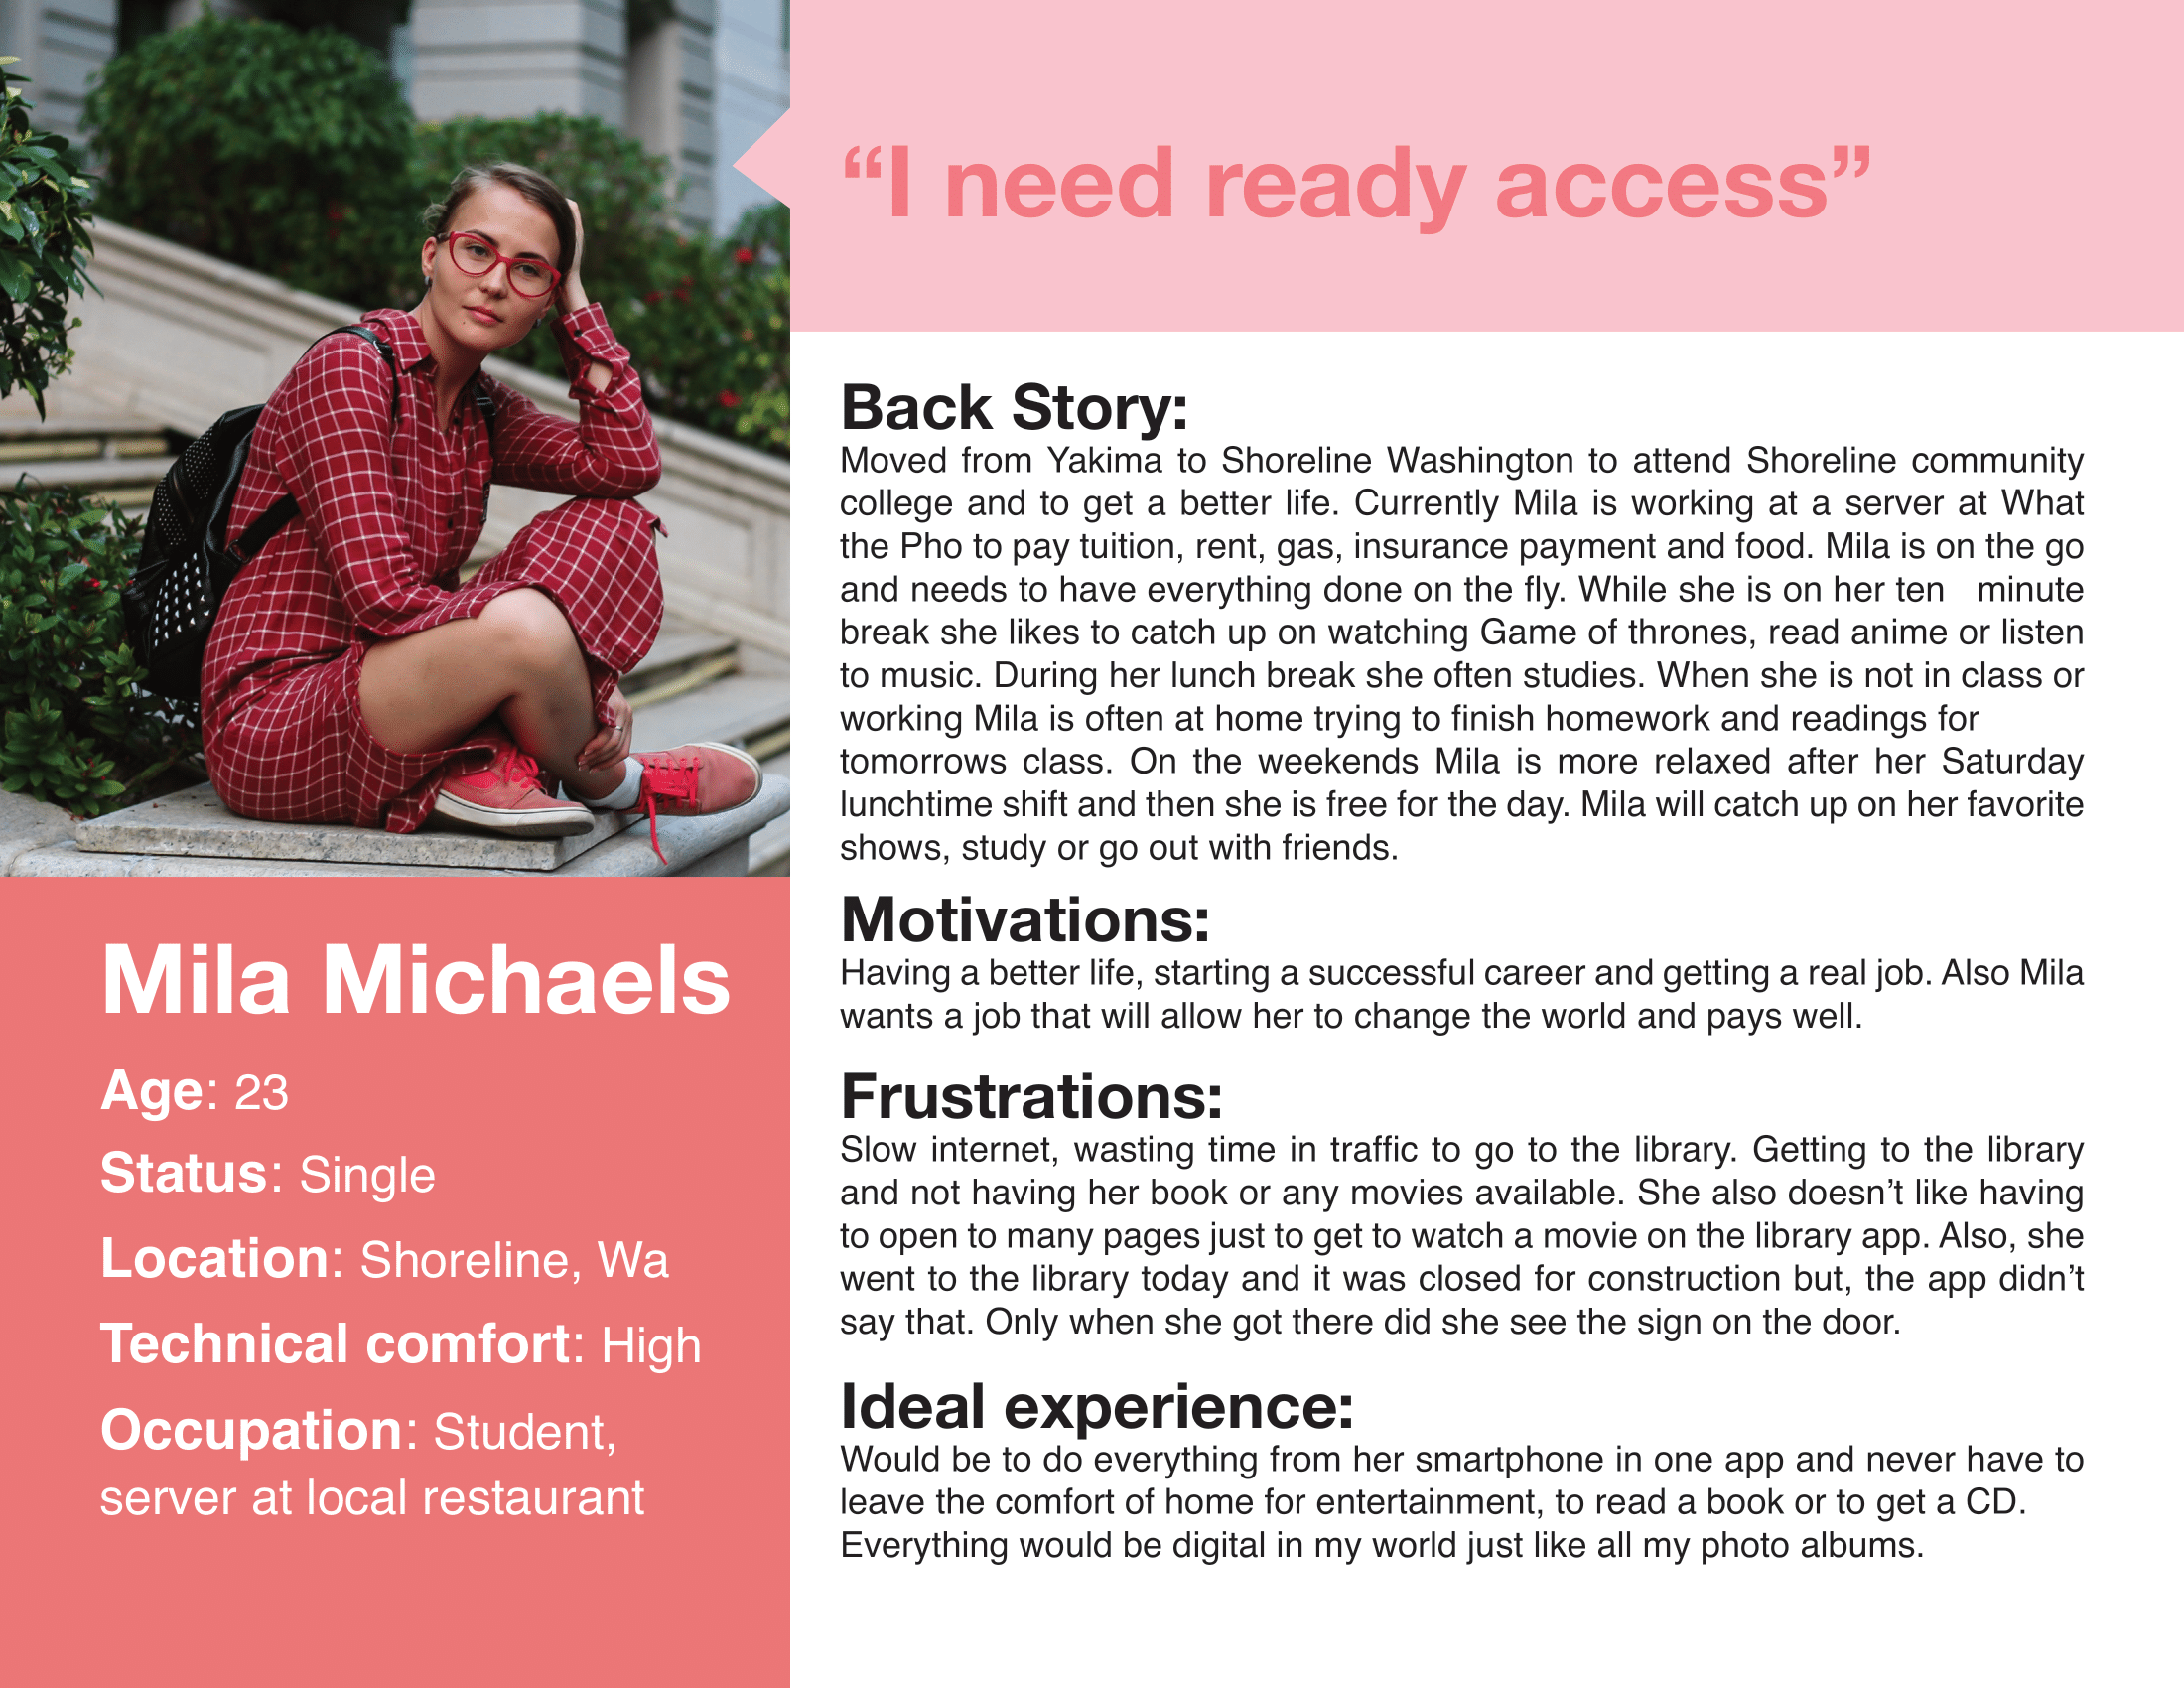 “I need ready access”
Back Story:
Moved from Yakima to Shoreline Washington to attend Shoreline community
college and to get a better life. Currently Mila is working at a server at What
the Pho to pay tuition, rent, gas, insurance payment and food. Mila is on the go
and needs to have everything done on the fly. While she is on her ten minute
break she likes to catch up on watching Game of thrones, read anime or listen
to music. During her lunch break she often studies. When she is not in class or
working Mila is often at home trying to finish homework and readings for
tomorrows class. On the weekends Mila is more relaxed after her Saturday
lunchtime shift and then she is free for the day. Mila will catch up on her favorite
shows, study or go out with friends.
Motivations:
Having a better life, starting a successful career and getting a real job. Also Mila
wants a job that will allow her to change the world and pays well.
Frustrations:
Slow internet, wasting time in traffic to go to the library. Getting to the library
and not having her book or any movies available. She also doesn’t like having
to open to many pages just to get to watch a movie on the library app. Also, she
went to the library today and it was closed for construction but, the app didn’t
say that. Only when she got there did she see the sign on the door.
Ideal experience:
Would be to do everything from her smartphone in one app and never have to
leave the comfort of home for entertainment, to read a book or to get a CD.
Everything would be digital in my world just like all my photo albums.
Mila Michaels
Age: 23
Status: Single
Location: Shoreline, Wa
Technical comfort: High
Occupation: Student,
server at local restaurant